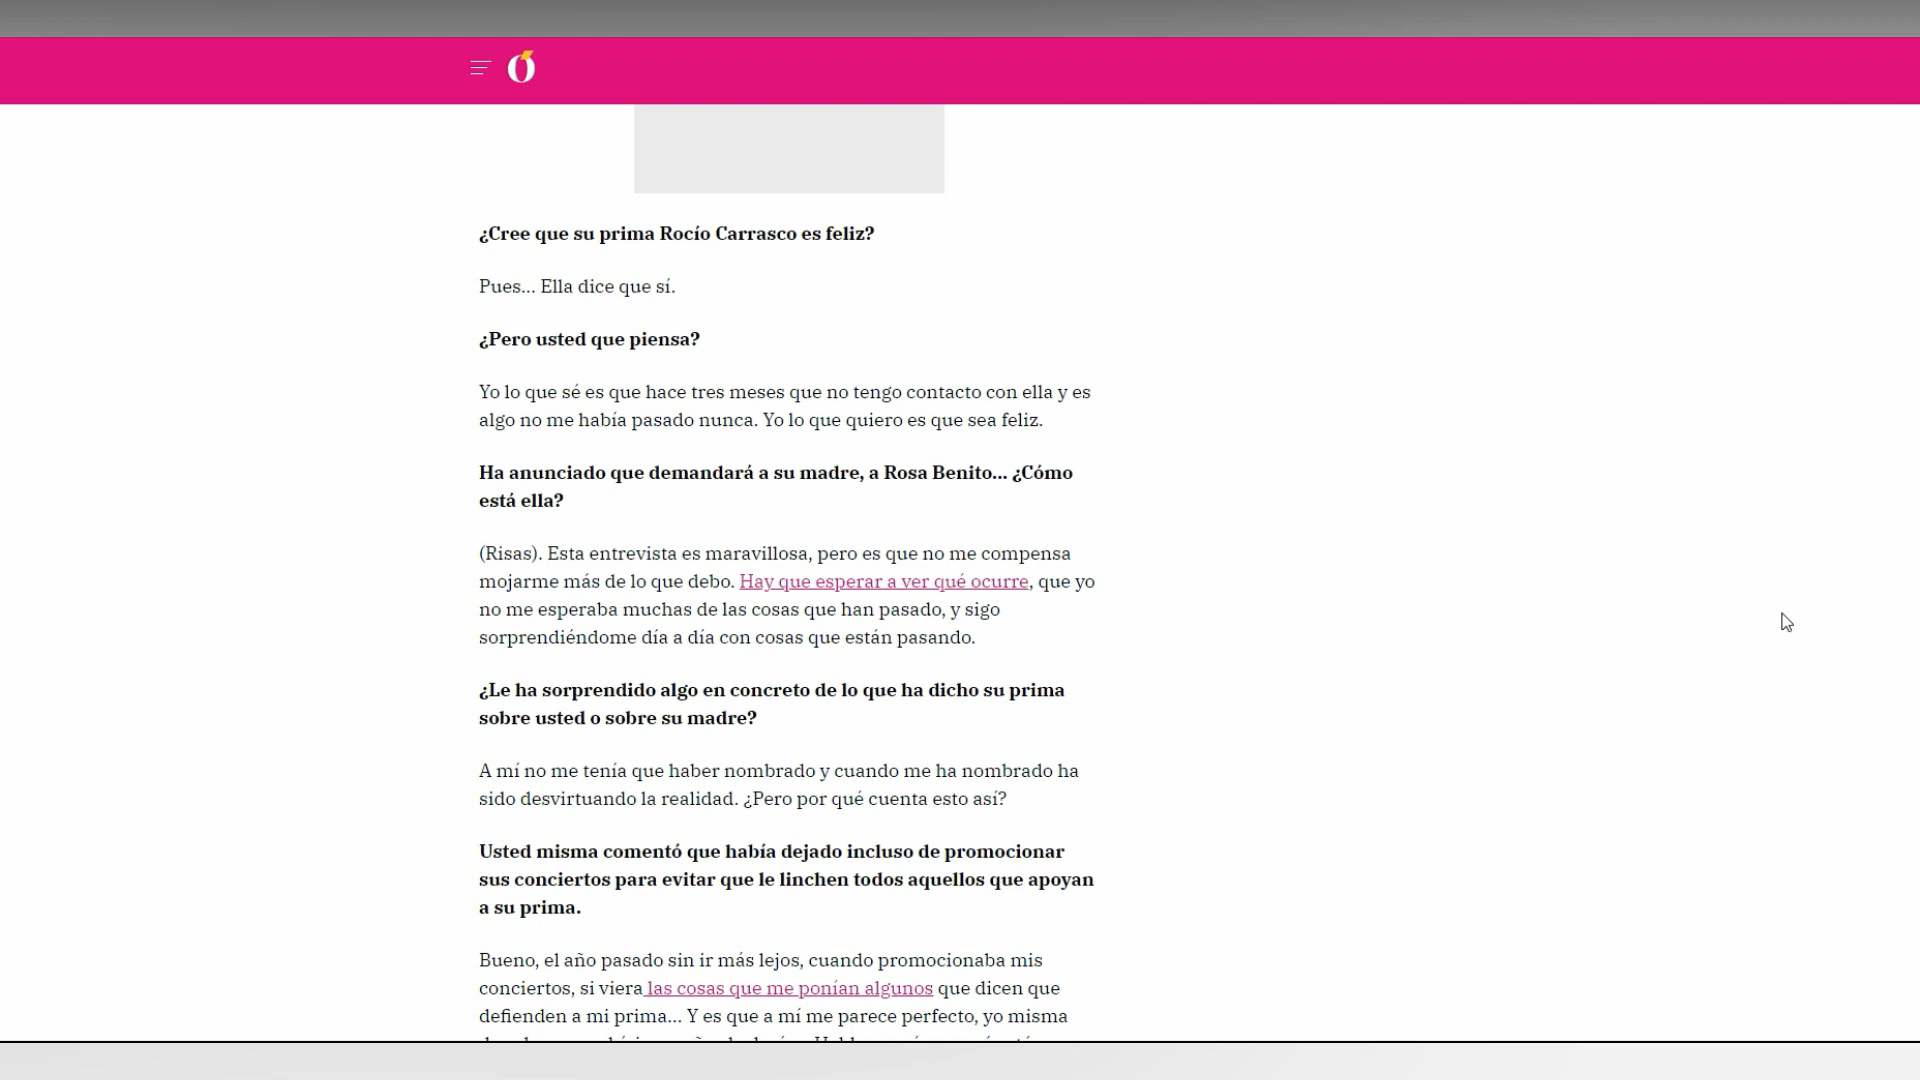 Ó
¿Cree que su prima Rocío Carrasco es feliz?
Pues... Ella dice que sí.
¿Pero usted que piensa?
Yo lo que sé es que hace tres meses que no tengo contacto con ella y es
algo no me había pasado nunca. Yo lo que quiero es que sea feliz.
Ha anunciado que demandará a su madre, a Rosa Benito... ¿Cómo
está ella?
(Risas). Esta entrevista es maravillosa, pero es que no me compensa
mojarme más de lo que debo. Hay que esperar a ver qué ocurre, que yo
no me esperaba muchas de las cosas que han pasado, y sigo
sorprendiéndome día a día con cosas que están pasando.
¿Le ha sorprendido algo en concreto de lo que ha dicho su prima
sobre usted o sobre su madre?
A mí no me tenía que haber nombrado y cuando me ha nombrado ha
sido desvirtuando la realidad. ¿Pero por qué cuenta esto así?
Usted misma comentó que había dejado incluso de promocionar
sus conciertos para evitar que le linchen todos aquellos que apoyan
a su prima.
Bueno, el año pasado sin ir más lejos, cuando promocionaba mis
conciertos, si viera las cosas que me ponían algunos que dicen que
defienden a mi prima... Y es que a mí me parece perfecto, yo misma